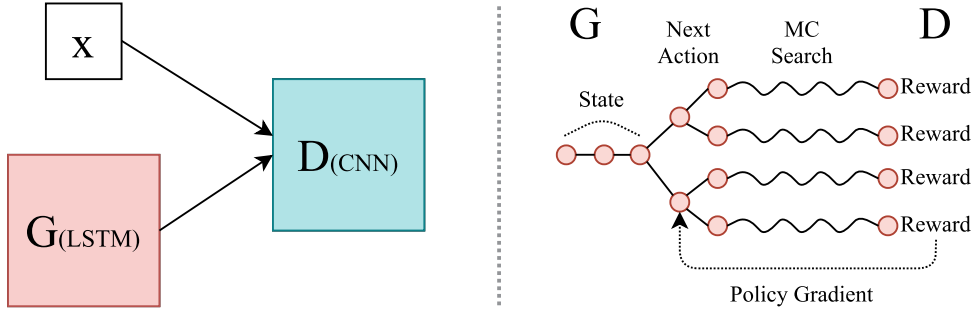 x
D(CNN)
G(LSTM)
G
Next
Action
MC
Search
D
State
Reward
Reward
Reward
Reward
Policy Gradient